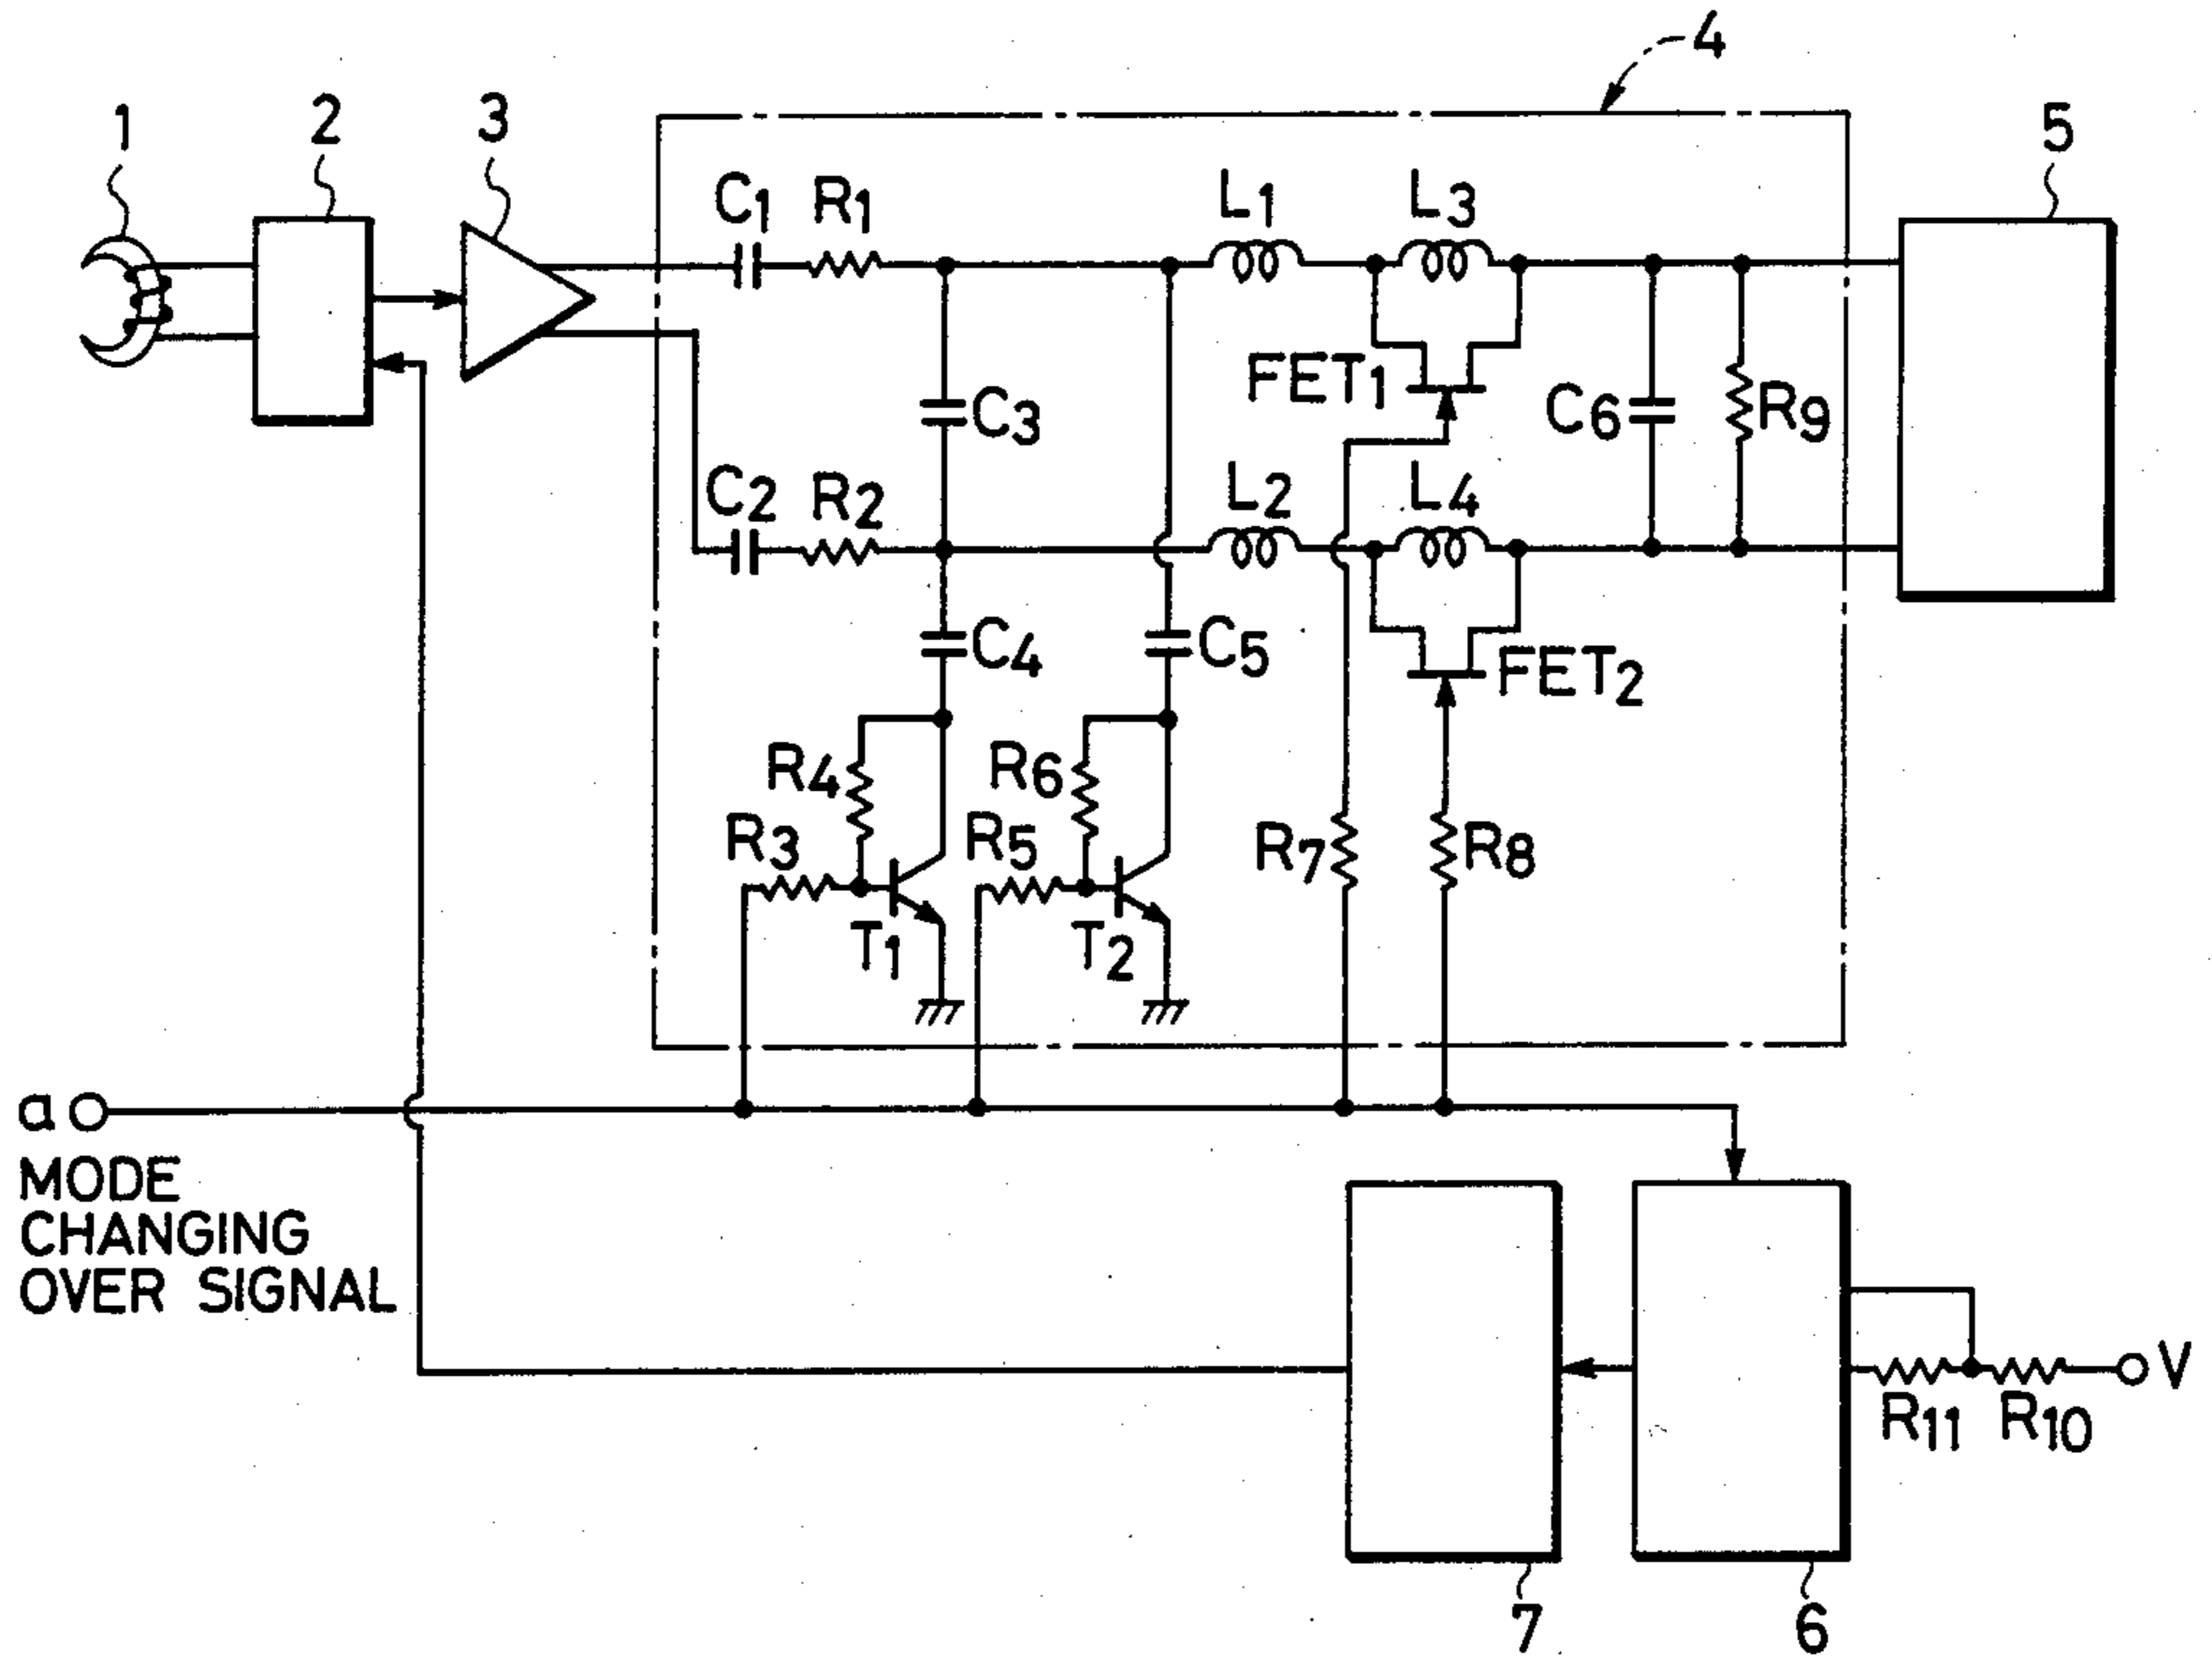 4
1
2
3
5
C1 R1
L1
L3
FET1
C3
C6
R9
C2 R2
L2
L4
C4
C5
FET2
R4
R6
R3
R5
R7
R8
T1
T2
a
MODE
CHANGING
OVER SIGNAL
V
R11 R10
7
6